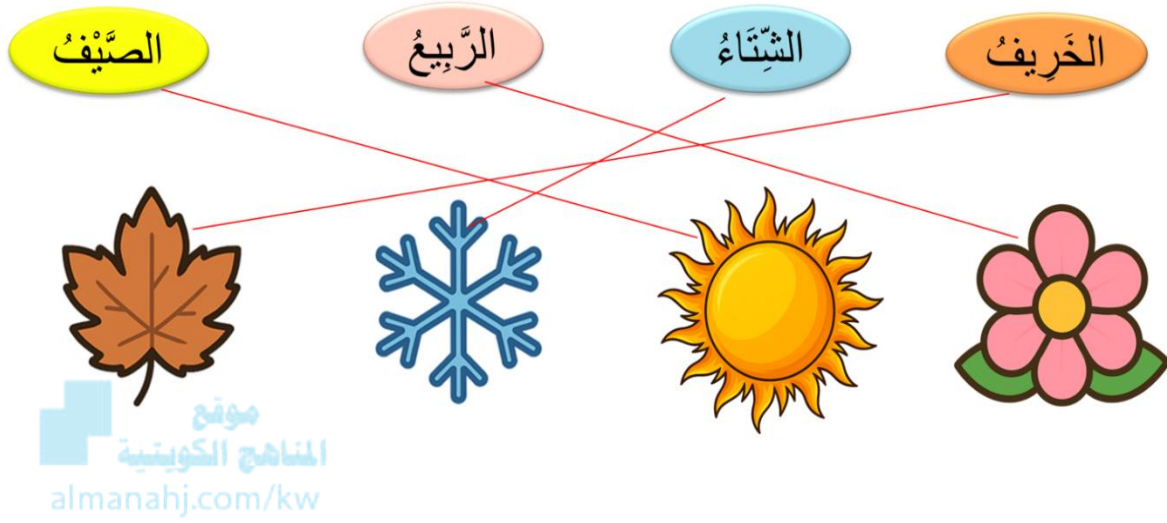 الخَرِيفُ الشِّتَاءُ الرَّبِيعُ الصَّيْفُ
موقع
المناهج الكويتية
almanahj.com/kw